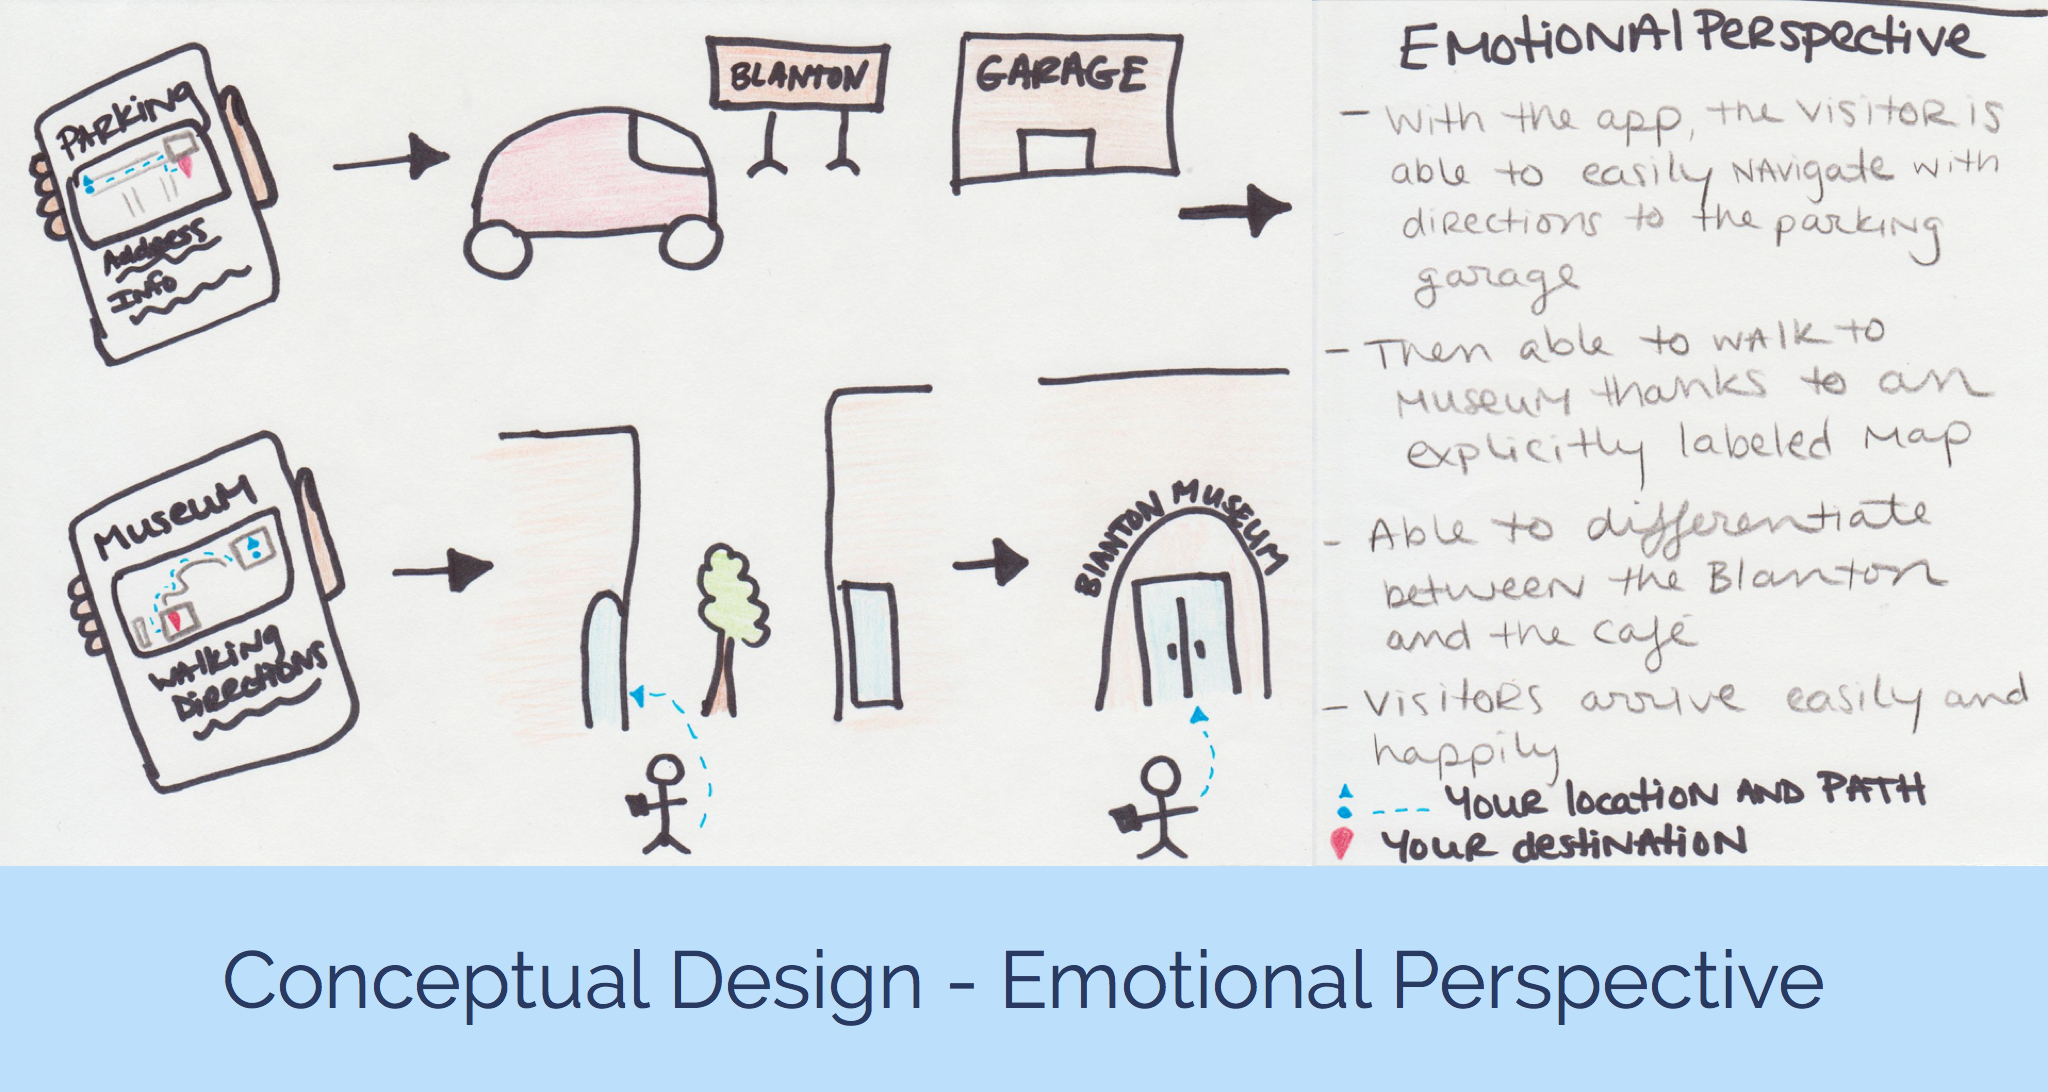 PARKING
Address
Info
BLANTON
GARAGE
MUSEUM
WALKING
DIRECTIONS
BLANTON MUSEUM
EMOTIONAL PERSPECTIVE
- With the app, the visitor is
able to easily navigate with
directions to the parking
garage
- Then able to walk to
museum thanks to an
explicitly labeled map
- Able to differentiate
between the Blanton
and the café
- Visitors arrive easily and
happily
Your location and path
Your destination
Conceptual Design - Emotional Perspective